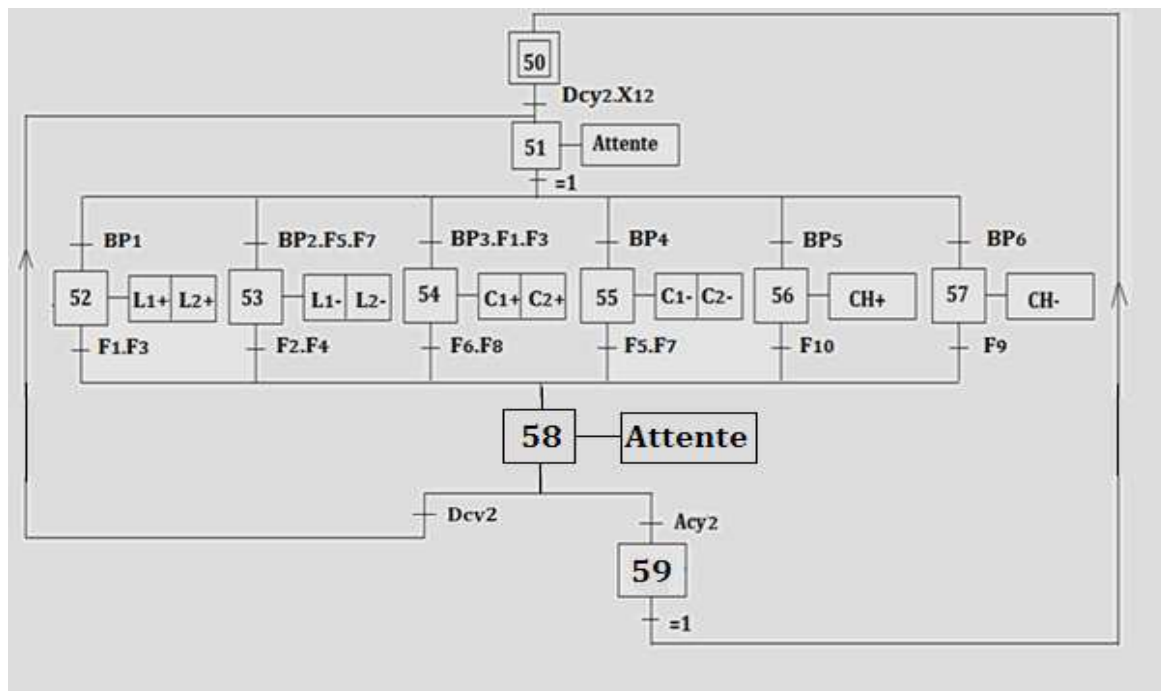 50
Dcy2.X12
51 Attente
=1
BP1 BP2.F5.F7 BP3.F1.F3 BP4 BP5 BP6
52 L1+ L2+ 53 L1- L2- 54 C1+ C2+ 55 C1- C2- 56 CH+ 57 CH-
F1.F3 F2.F4 F6.F8 F5.F7 F10 F9
58 Attente
Dcv2 Acy2
59
=1